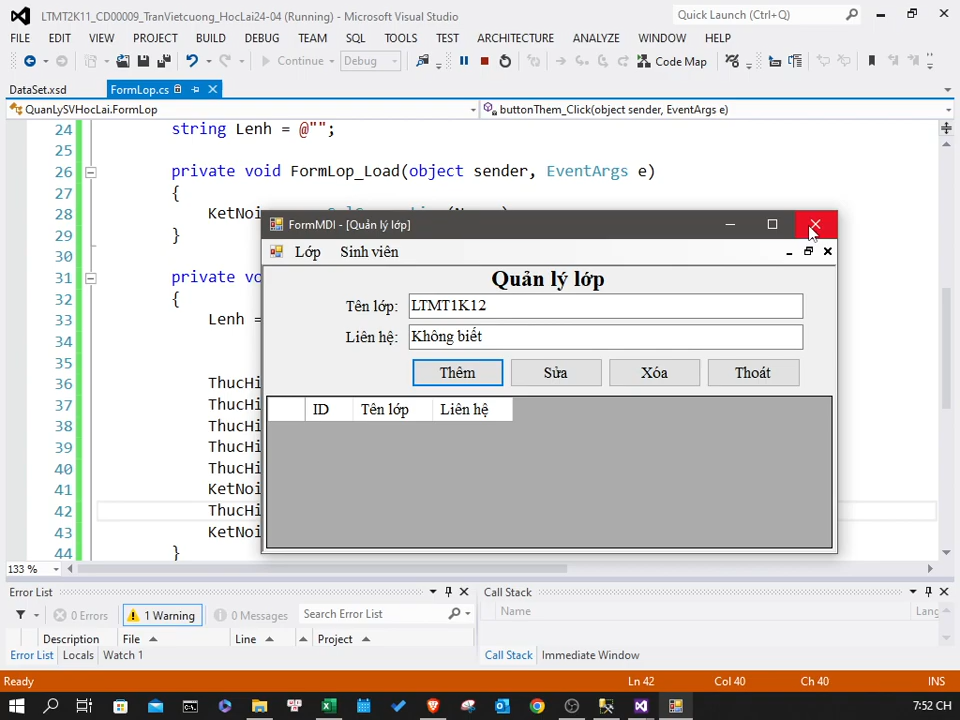 LTMT2K11_CD00009_TranVietcuong_HocLai24-04 (Running) - Microsoft Visual Studio
Quick Launch (Ctrl+Q)
FILE EDIT VIEW PROJECT BUILD DEBUG TEAM SQL TOOLS TEST ARCHITECTURE ANALYZE WINDOW HELP
Continue Debug Code Map
DataSet.xsd FormLop.cs
QuanLySVHocLai.FormLop buttonThem_Click(object sender, EventArgs e)
24 string Lenh = @"";
25
26 private void FormLop_Load(object sender, EventArgs e)
27 {
28 KetNoi
29 }
30
31 private vo
32 {
33 Lenh =
34
35
36 ThucHi
37 ThucHi
38 ThucHi
39 ThucHi
40 ThucHi
41 KetNoi
42 ThucHi
43 KetNoi
44 }
FormMDI - [Quản lý lớp]
Lớp Sinh viên
Quản lý lớp
Tên lớp: LTMT1K12
Liên hệ: Không biết
Thêm Sửa Xóa Thoát
ID Tên lớp Liên hệ
133 %
Error List
0 Errors 1 Warning 0 Messages Search Error List
Description File Line Project
Error List Locals Watch 1
Call Stack
Name Lang
Call Stack Immediate Window
Ready Ln 42 Col 40 Ch 40 INS
7:52 CH